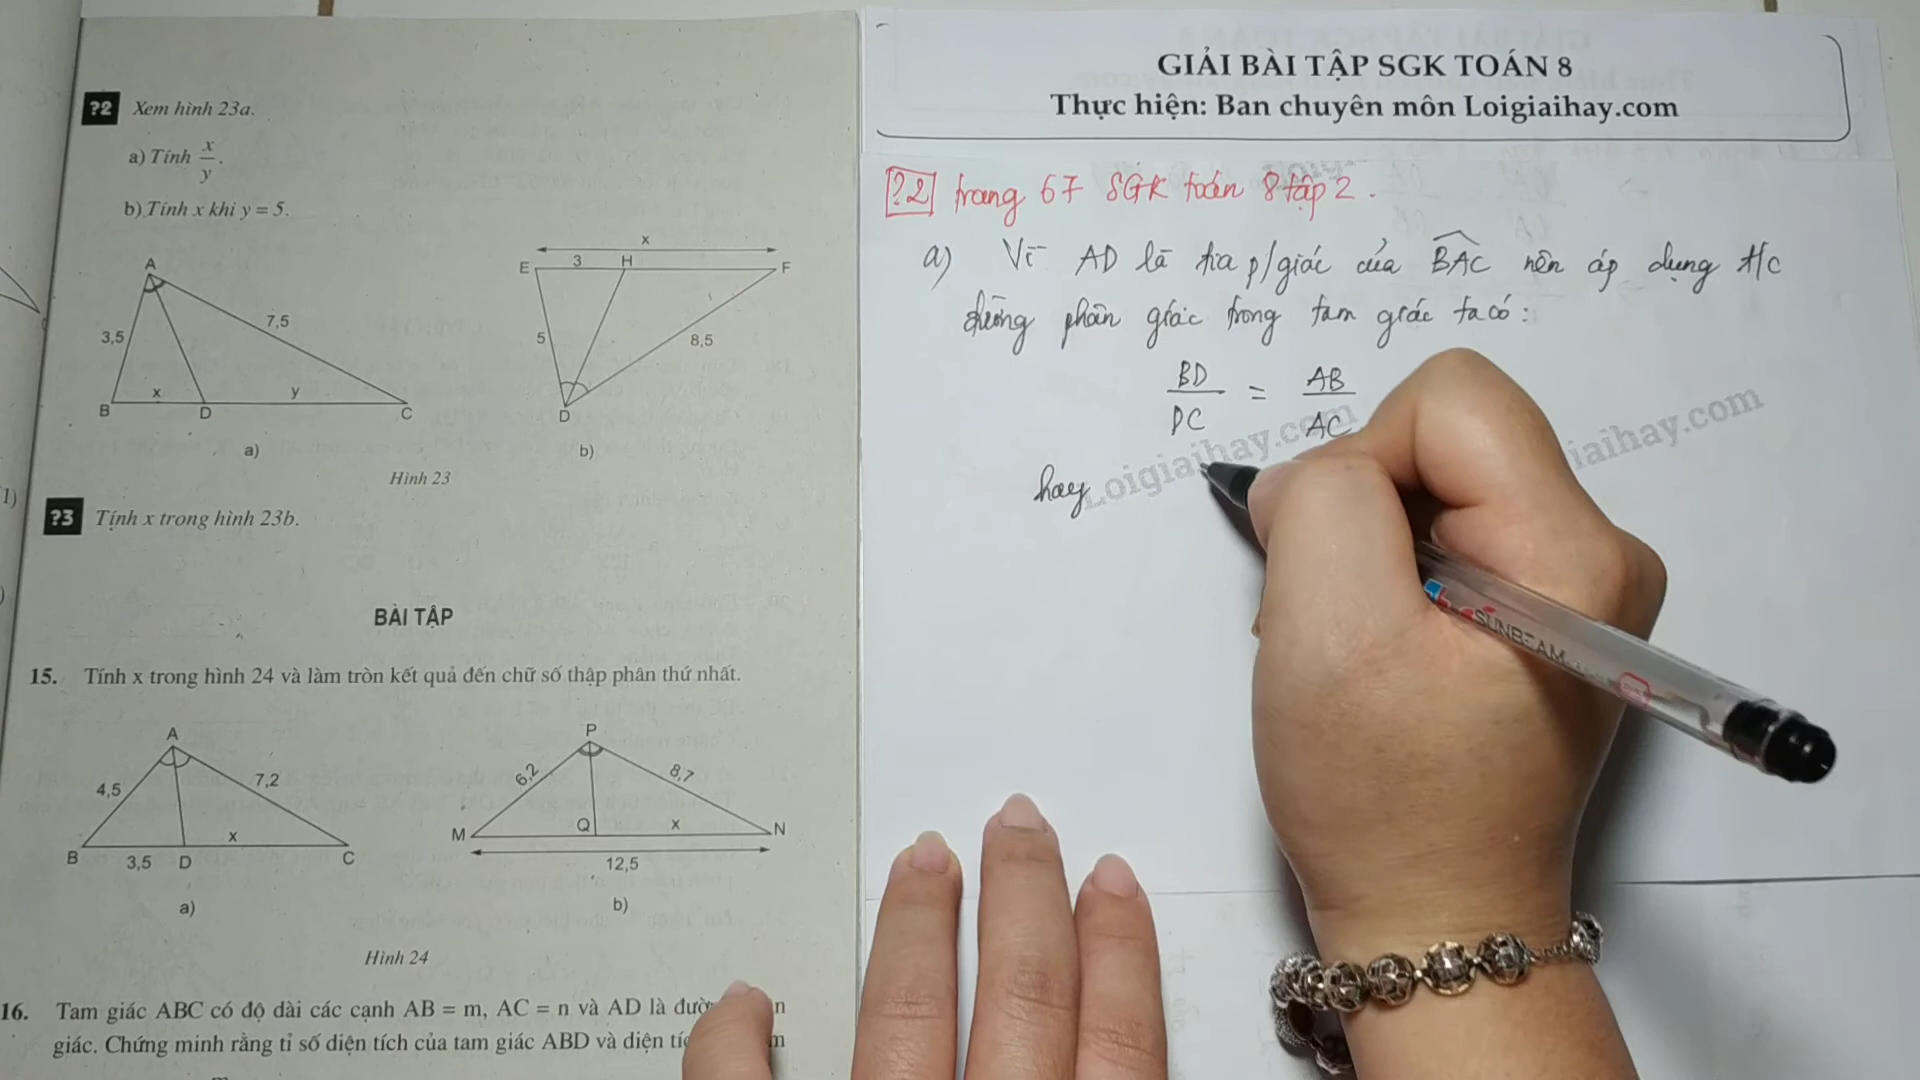 ?2 Xem hình 23a.
a) Tính x/y.
b) Tính x khi y = 5.
A
3,5
7,5
x
y
B
D
C
a)
x
E
3
H
F
5
8,5
D
b)
Hình 23
?3 Tính x trong hình 23b.
BÀI TẬP
15. Tính x trong hình 24 và làm tròn kết quả đến chữ số thập phân thứ nhất.
A
4,5
7,2
x
B
3,5
D
C
a)
P
6,2
8,7
M
Q
x
N
12,5
b)
Hình 24
16. Tam giác ABC có độ dài các cạnh AB = m, AC = n và AD là
giác. Chứng minh rằng tỉ số diện tích của tam giác ABD và diện
GIẢI BÀI TẬP SGK TOÁN 8
Thực hiện: Ban chuyên môn Loigiaihay.com
?2 trang 67 SGK toán 8 tập 2.
a) Vì AD là tia p/giác của BAC nên áp dụng t/c
đường phân giác trong tam giác ta có:
BD/DC = AB/AC
hay
Loigiaihay.com
giaihay.com
SUNBEAM